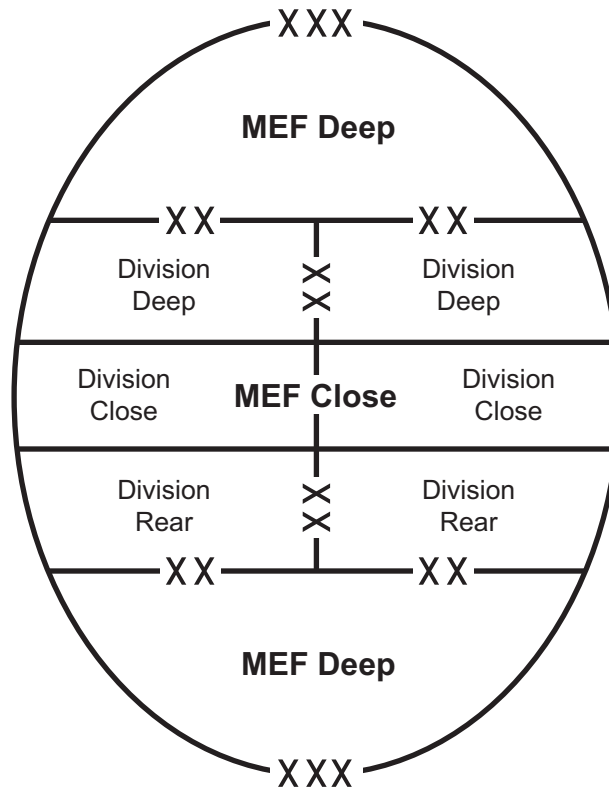 XXX
MEF Deep
XX XX
Division Division
Deep Deep
XX
Division Division
Close MEF Close Close
Division Division
Rear Rear
XX
XX XX
MEF Deep
XXX